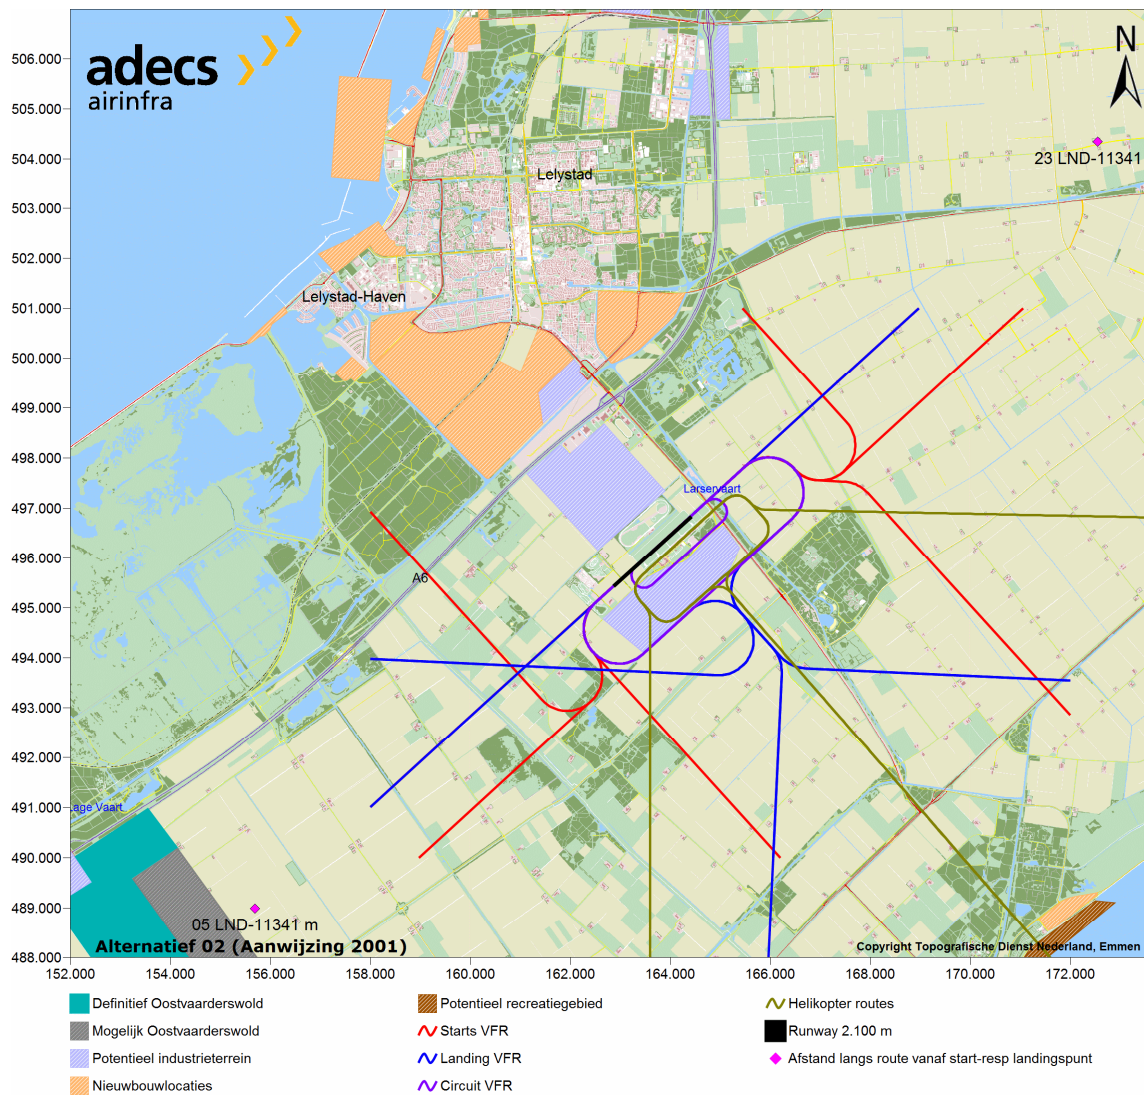 adecs
airinfra
N
506.000
505.000
504.000
503.000
502.000
501.000
500.000
499.000
498.000
497.000
496.000
495.000
494.000
493.000
492.000
491.000
490.000
489.000
488.000
23 LND-11341
Lelystad
Lelystad-Haven
Larservaart
A6
age Vaart
05 LND-11341 m
Alternatief 02 (Aanwijzing 2001)
Copyright Topografische Dienst Nederland, Emmen
152.000 154.000 156.000 158.000 160.000 162.000 164.000 166.000 168.000 170.000 172.000
Definitief Oostvaarderswold
Mogelijk Oostvaarderswold
Potentieel industrieterrein
Nieuwbouwlocaties
Potentieel recreatiegebied
Starts VFR
Landing VFR
Circuit VFR
Helikopter routes
Runway 2.100 m
Afstand langs route vanaf start-resp landingspunt